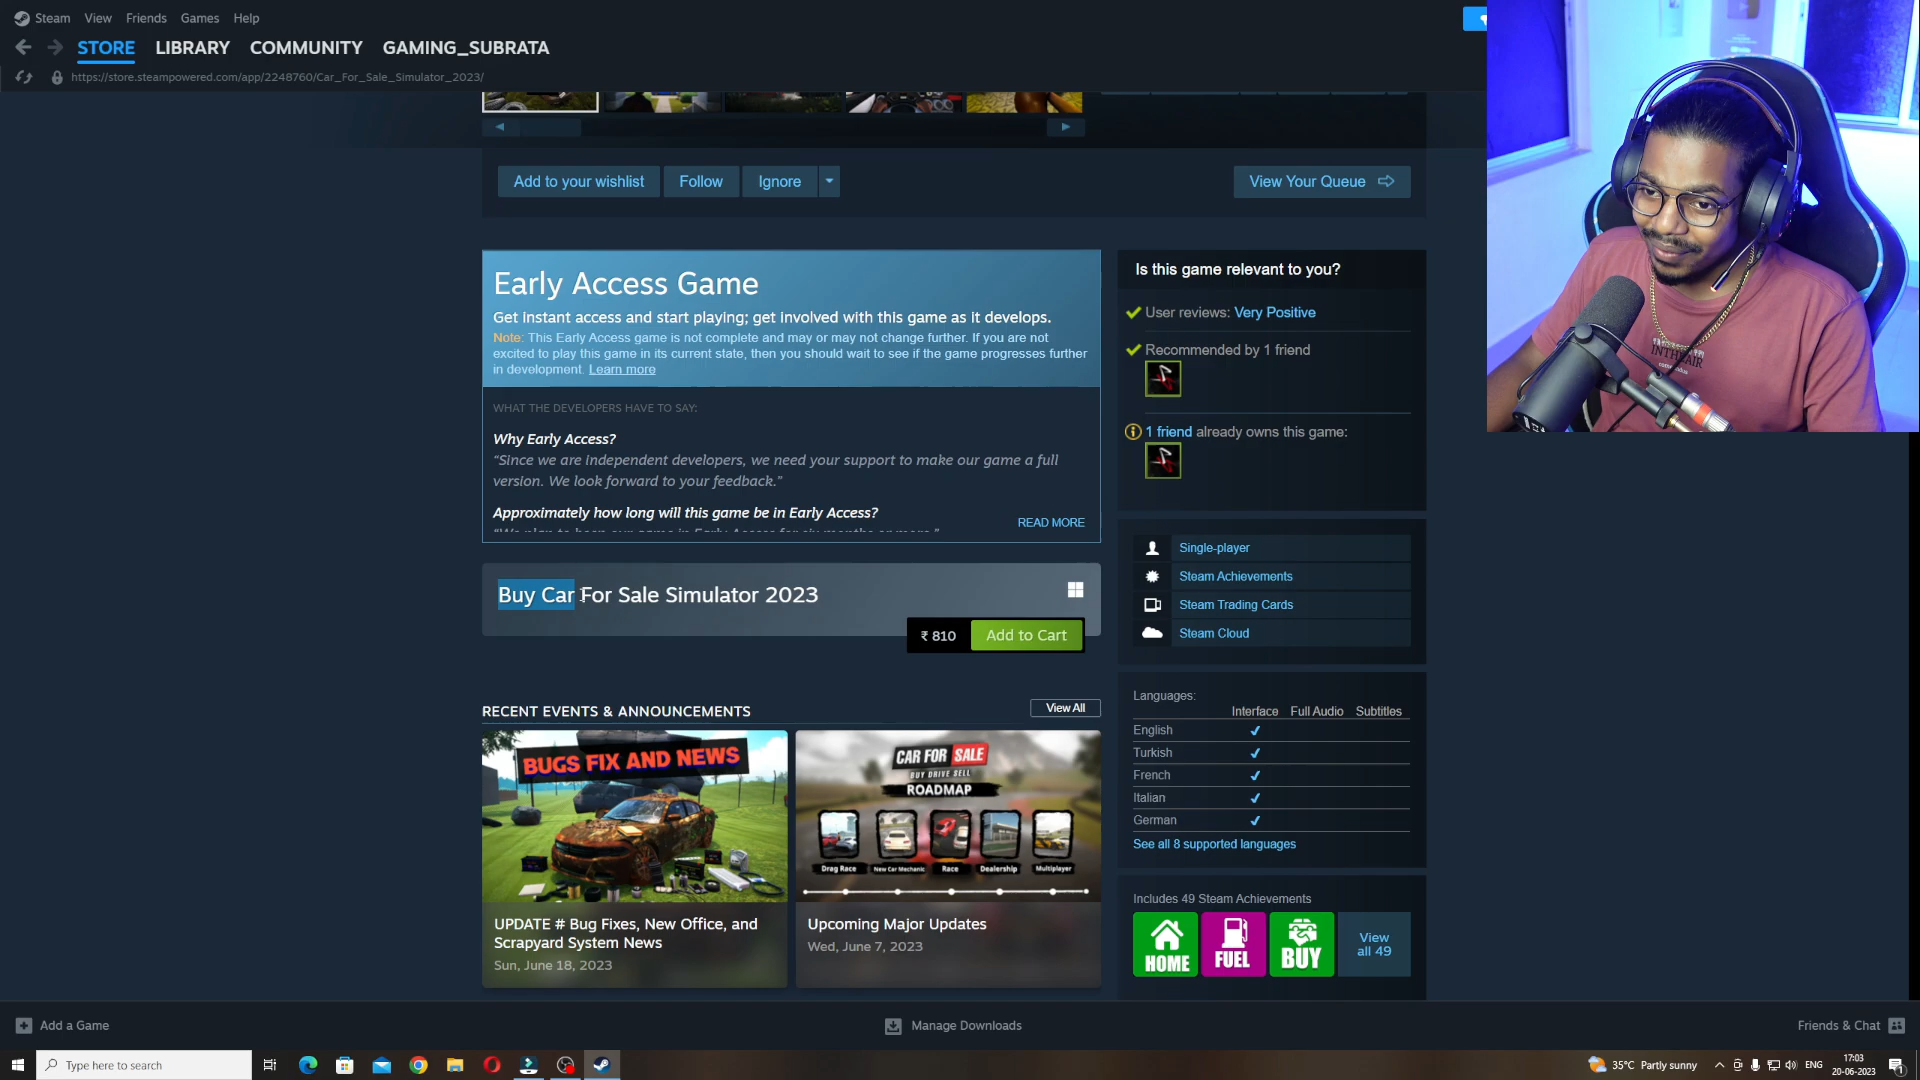 Steam View Friends Games Help
STORE LIBRARY COMMUNITY GAMING_SUBRATA
https://store.steampowered.com/app/2248760/Car_For_Sale_Simulator_2023/
Add to your wishlist Follow Ignore View Your Queue
Early Access Game
Get instant access and start playing; get involved with this game as it develops.
Note: This Early Access game is not complete and may or may not change further. If you are not
excited to play this game in its current state, then you should wait to see if the game progresses further
in development. Learn more
WHAT THE DEVELOPERS HAVE TO SAY:
Why Early Access?
“Since we are independent developers, we need your support to make our game a full
version. We look forward to your feedback.”
Approximately how long will this game be in Early Access?
READ MORE
Buy Car For Sale Simulator 2023
₹ 810 Add to Cart
RECENT EVENTS & ANNOUNCEMENTS View All
BUGS FIX AND NEWS
UPDATE # Bug Fixes, New Office, and
Scrapyard System News
Sun, June 18, 2023
CAR FOR SALE
BUY DRIVE SELL
ROADMAP
Drag Race New Car Mechanic Race Dealership Multiplayer
Upcoming Major Updates
Wed, June 7, 2023
Is this game relevant to you?
User reviews: Very Positive
Recommended by 1 friend
1 friend already owns this game:
Single-player
Steam Achievements
Steam Trading Cards
Steam Cloud
Languages:
Interface Full Audio Subtitles
English
Turkish
French
Italian
German
See all 8 supported languages
Includes 49 Steam Achievements
HOME FUEL BUY
View
all 49
INTHEAIR
Add a Game Manage Downloads Friends & Chat
Type here to search
35°C Partly sunny ENG
17:03
20-06-2023